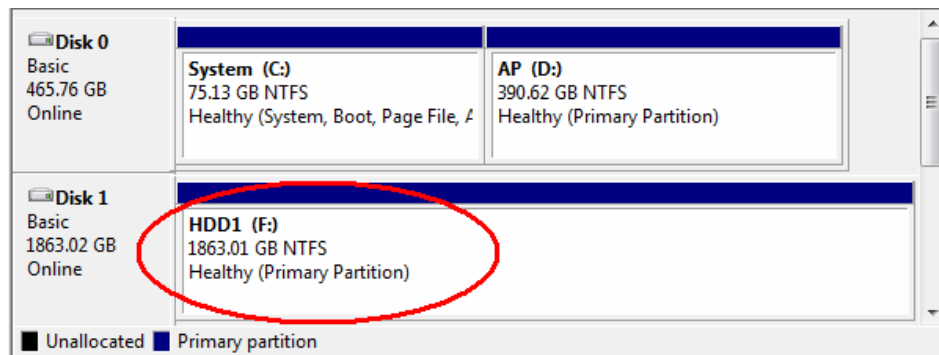 Disk 0
Basic
465.76 GB
Online
System (C:)
75.13 GB NTFS
Healthy (System, Boot, Page File,
AP (D:)
390.62 GB NTFS
Healthy (Primary Partition)
Disk 1
Basic
1863.02 GB
Online
HDD1 (F:)
1863.01 GB NTFS
Healthy (Primary Partition)
Unallocated Primary partition